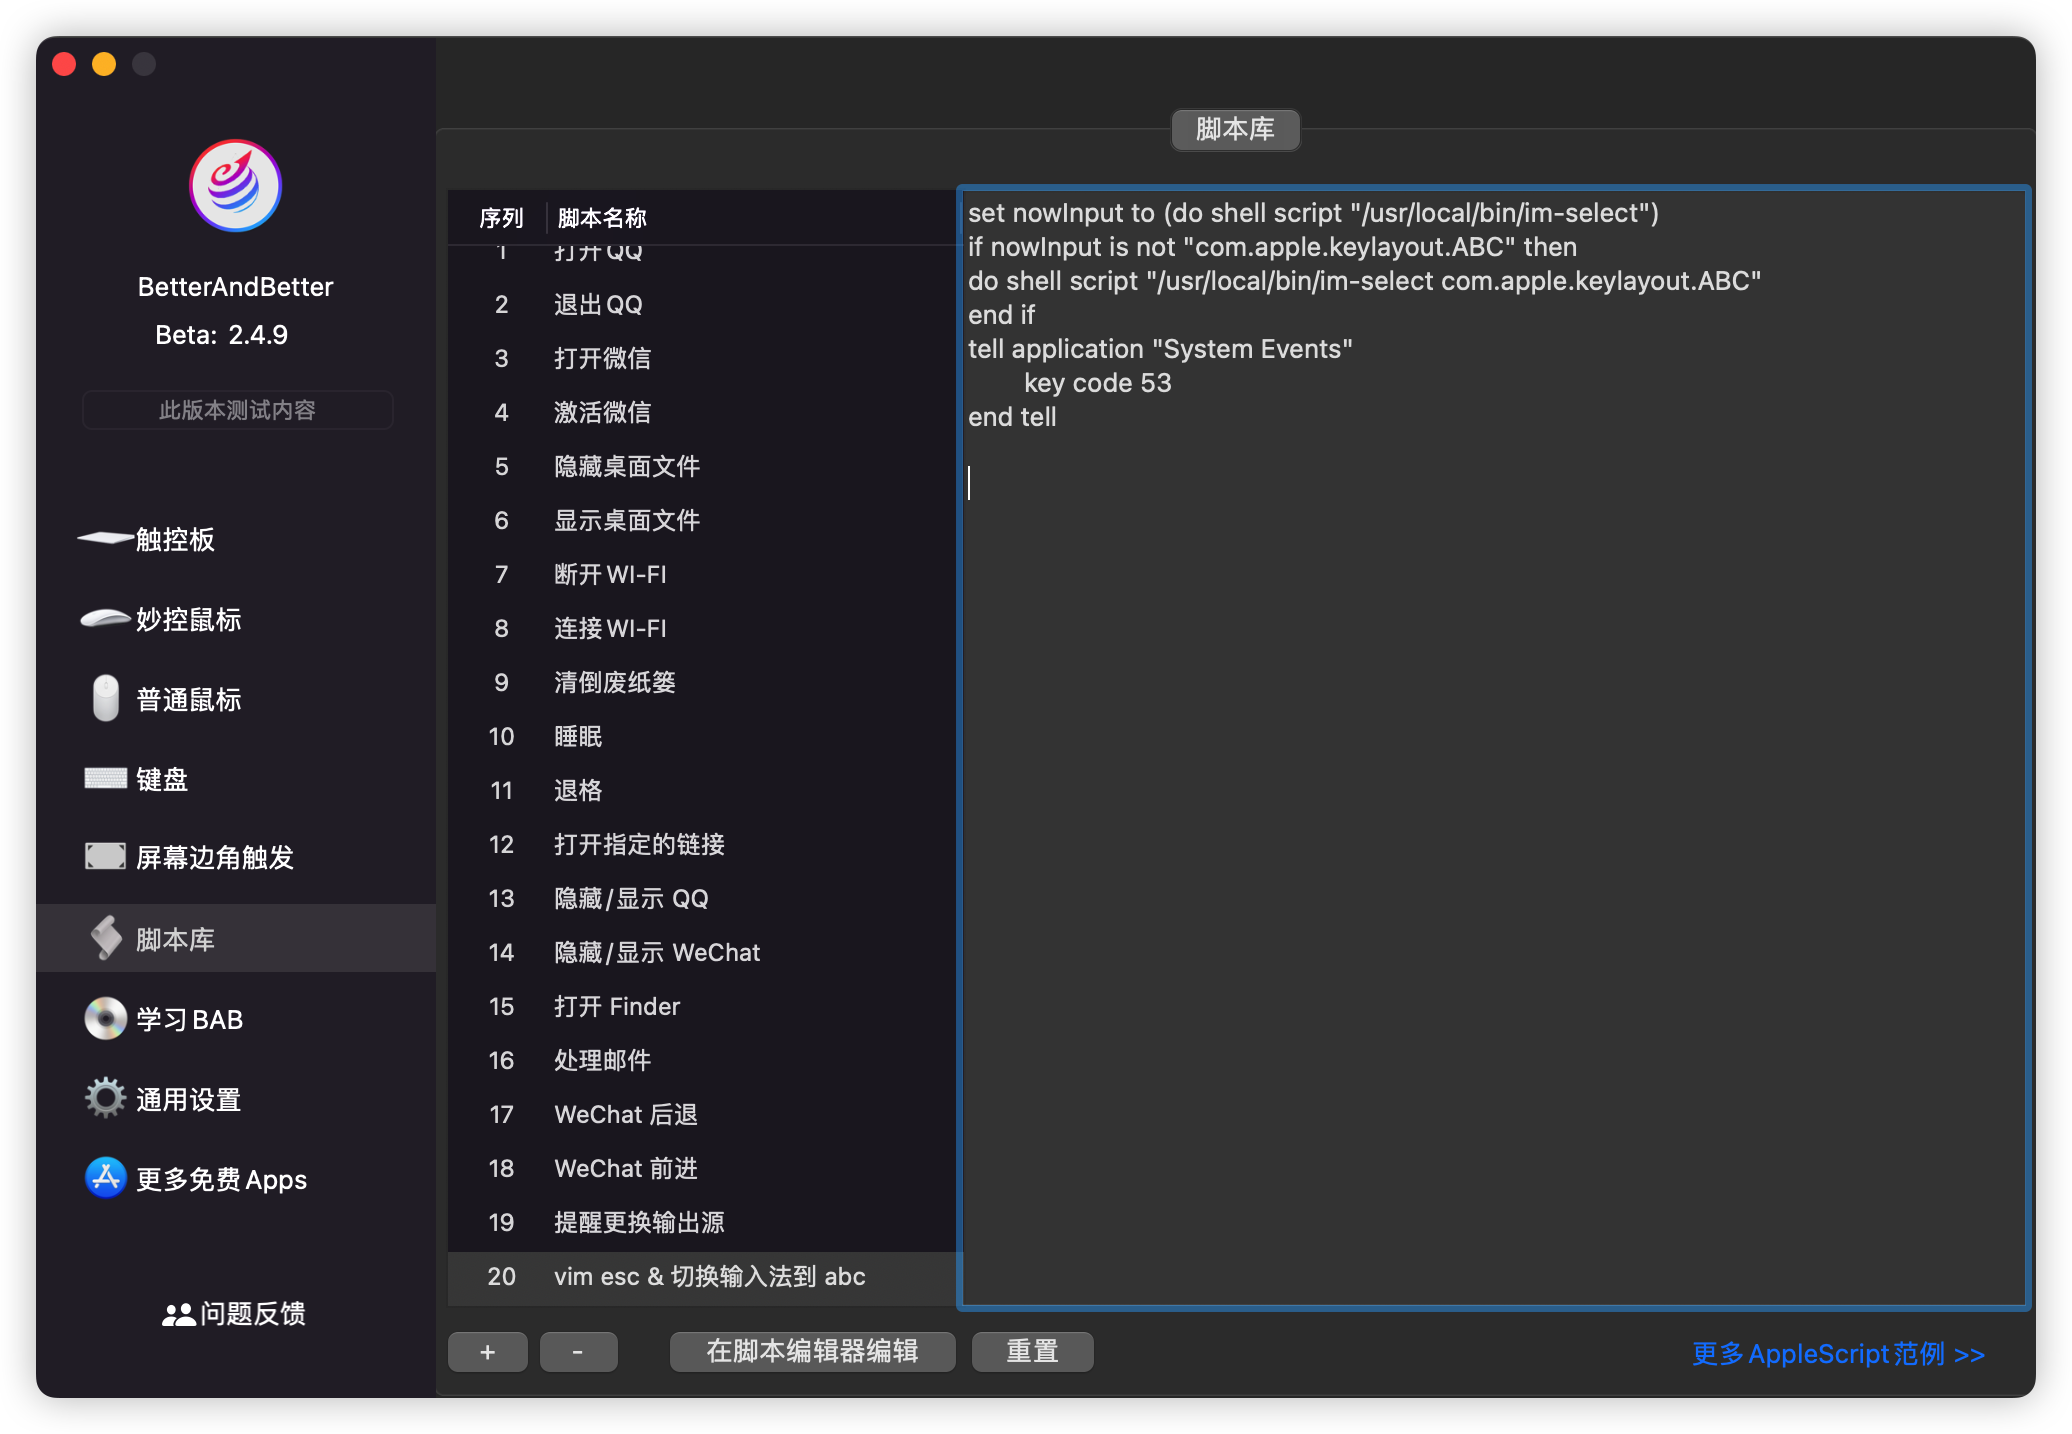 BetterAndBetter
Beta: 2.4.9
此版本测试内容
触控板
妙控鼠标
普通鼠标
键盘
屏幕边角触发
脚本库
学习BAB
通用设置
更多免费Apps
问题反馈
脚本库
序列 脚本名称
1 打开QQ
2 退出QQ
3 打开微信
4 激活微信
5 隐藏桌面文件
6 显示桌面文件
7 断开WI-FI
8 连接WI-FI
9 清倒废纸篓
10 睡眠
11 退格
12 打开指定的链接
13 隐藏/显示 QQ
14 隐藏/显示 WeChat
15 打开 Finder
16 处理邮件
17 WeChat 后退
18 WeChat 前进
19 提醒更换输出源
20 vim esc & 切换输入法到 abc
set nowInput to (do shell script "/usr/local/bin/im-select")
if nowInput is not "com.apple.keylayout.ABC" then
do shell script "/usr/local/bin/im-select com.apple.keylayout.ABC"
end if
tell application "System Events"
key code 53
end tell
+ - 在脚本编辑器编辑 重置
更多AppleScript范例 >>